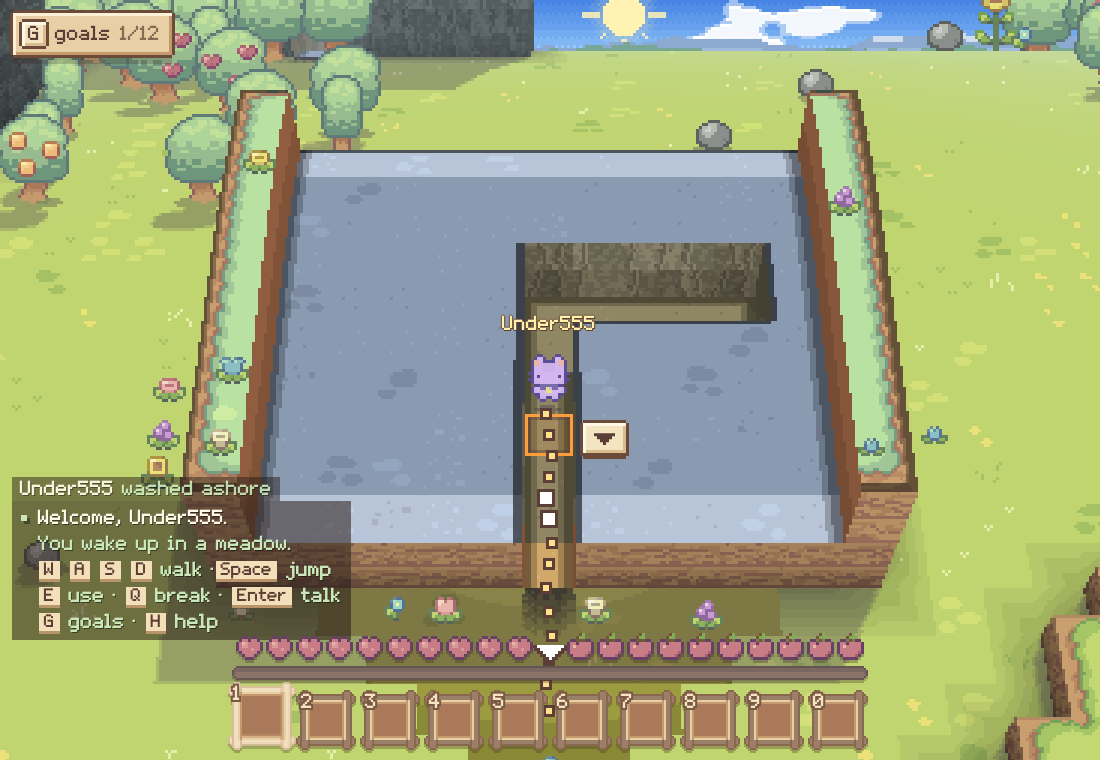 G goals 1/12
Under555
Under555 washed ashore
Welcome, Under555.
You wake up in a meadow.
W A S D walk · Space jump
E use · Q break · Enter talk
G goals · H help
1 2 3 4 5 6 7 8 9 0